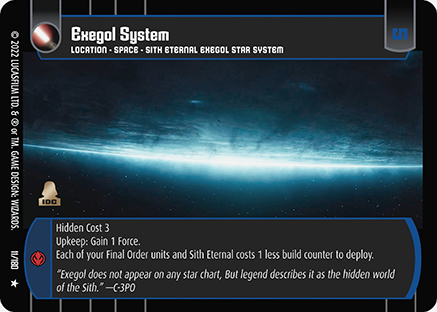 Exegol System
LOCATION - SPACE - SITH ETERNAL EXEGOL STAR SYSTEM
5
IDC
Hidden Cost 3
Upkeep: Gain 1 Force.
Each of your Final Order units and Sith Eternal costs 1 less build counter to deploy.
“Exegol does not appear on any star chart, But legend describes it as the hidden world
of the Sith.” —C-3PO
© 2022 LUCASFILM LTD. & ® or TM. GAME DESIGN: WIZARDS.